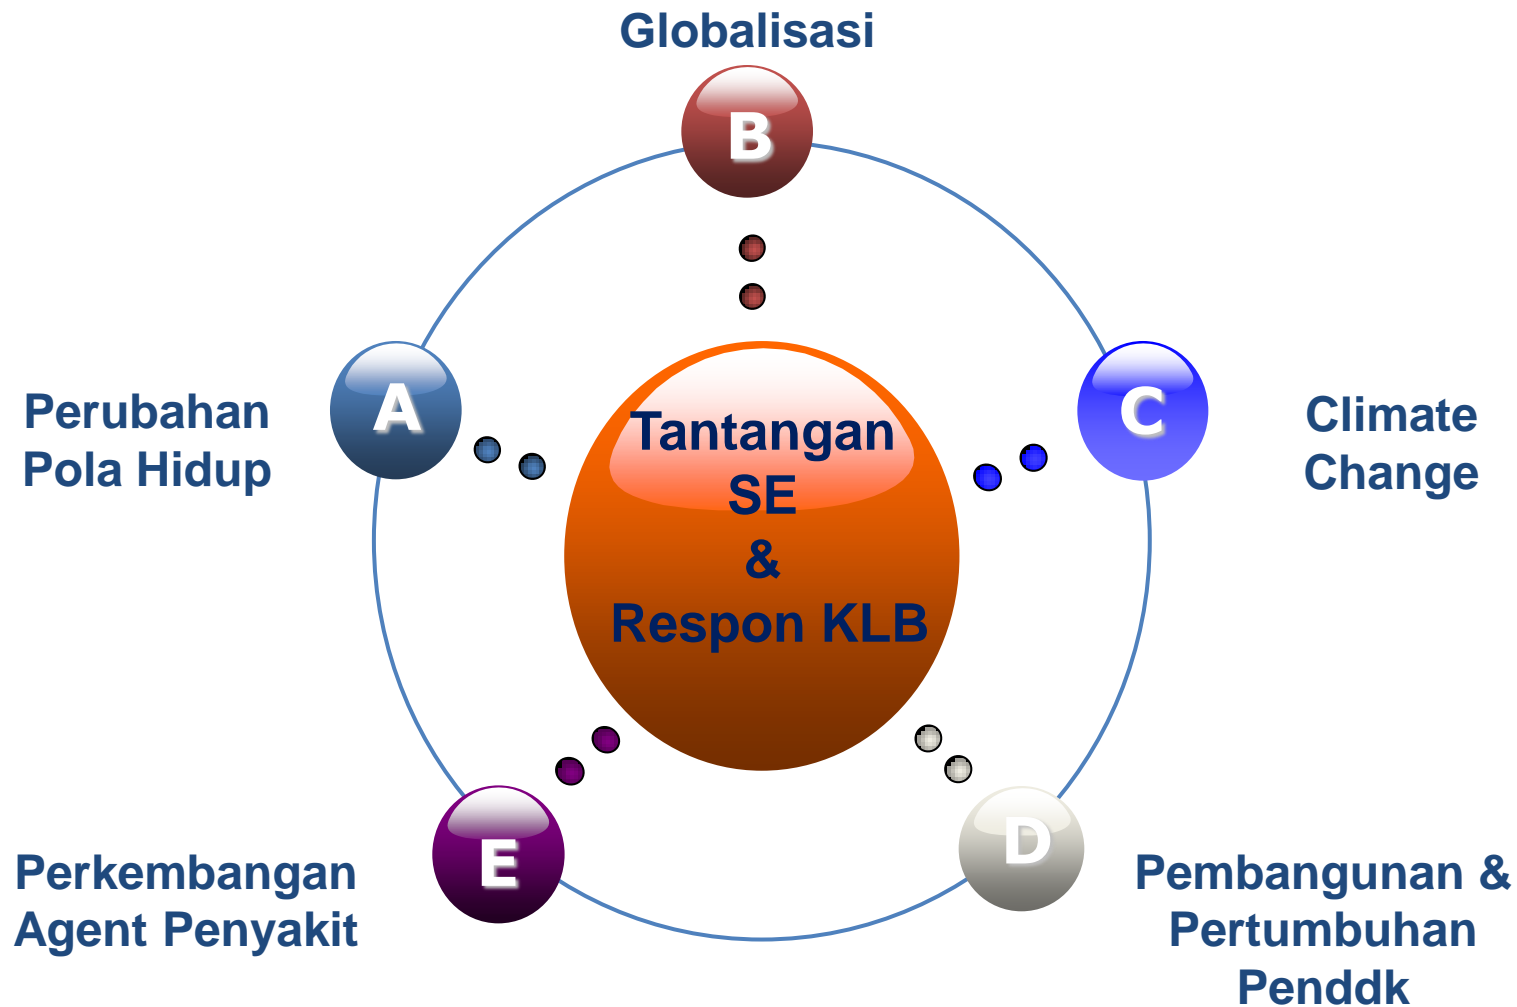 Globalisasi
B
A
Perubahan
Pola Hidup
C
Climate
Change
Tantangan
SE
&
Respon KLB
E
Perkembangan
Agent Penyakit
D
Pembangunan &
Pertumbuhan
Penddk